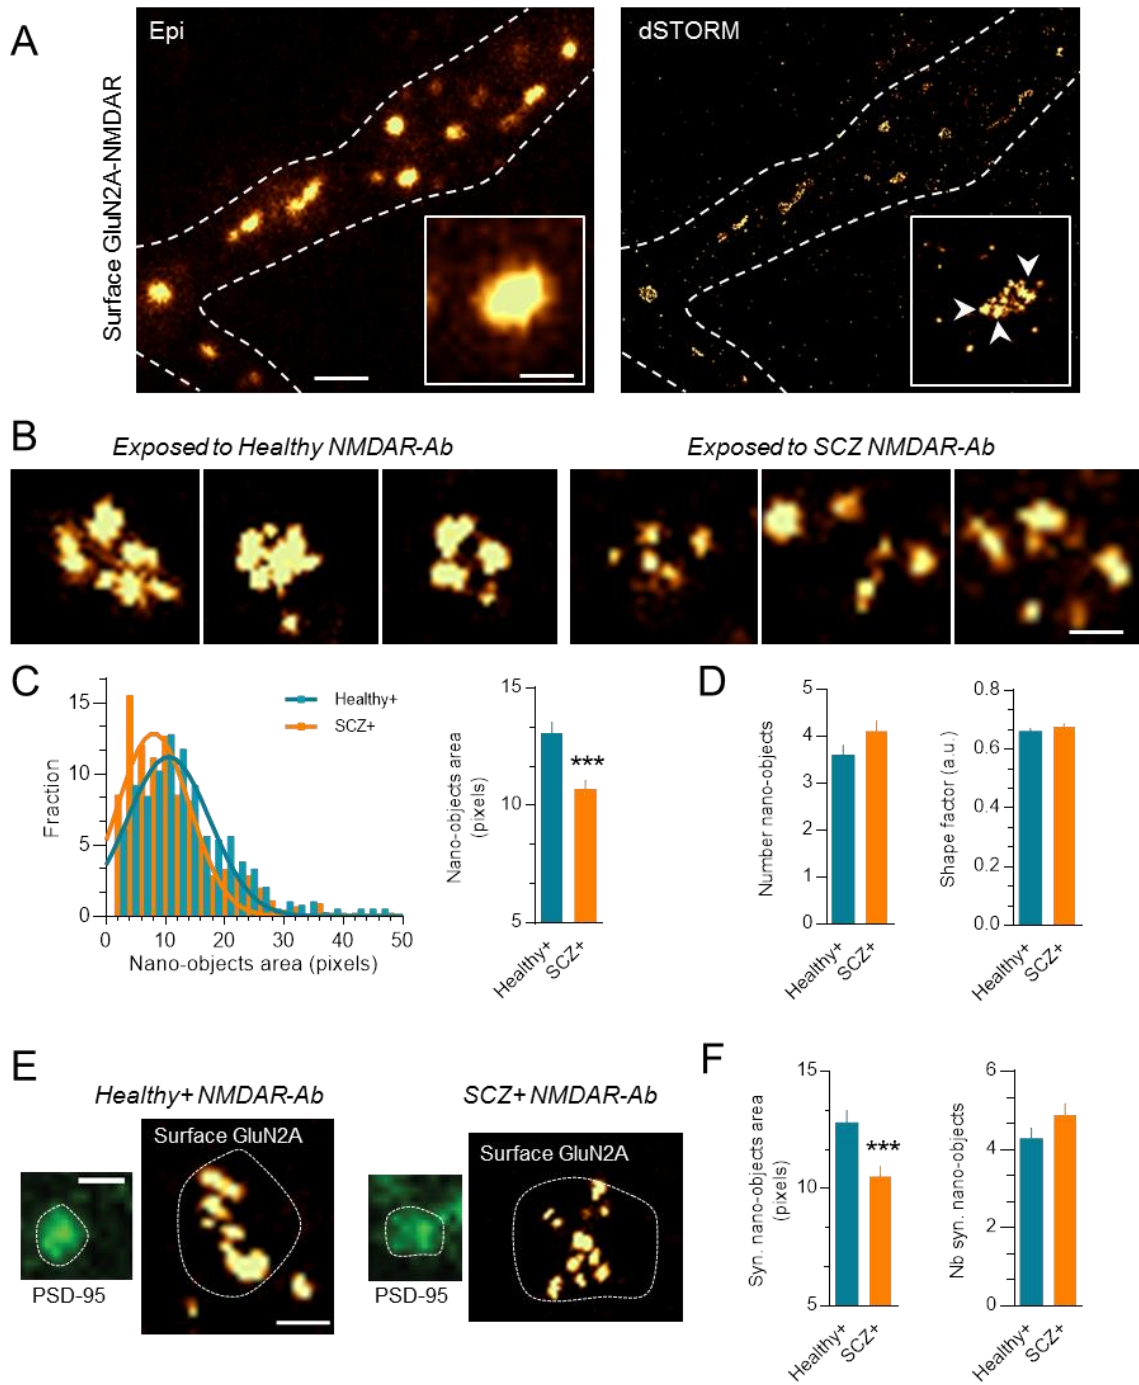 A
Surface GluN2A-NMDAR
Epi
dSTORM
B
Exposed to Healthy NMDAR-Ab
Exposed to SCZ NMDAR-Ab
C
Fraction
15
10
5
0
0 10 20 30 40 50
Nano-objects area (pixels)
Healthy+
SCZ+
Nano-objects area
(pixels)
15
10
5
***
Healthy+
SCZ+
D
Number nano-objects
5
4
3
2
1
0
Healthy+
SCZ+
Shape factor (a.u.)
0.8
0.6
0.4
0.2
0.0
Healthy+
SCZ+
E
Healthy+ NMDAR-Ab
Surface GluN2A
PSD-95
SCZ+ NMDAR-Ab
Surface GluN2A
PSD-95
F
Syn. nano-objects area
(pixels)
15
10
5
***
Healthy+
SCZ+
Nb syn. nano-objects
6
4
2
0
Healthy+
SCZ+